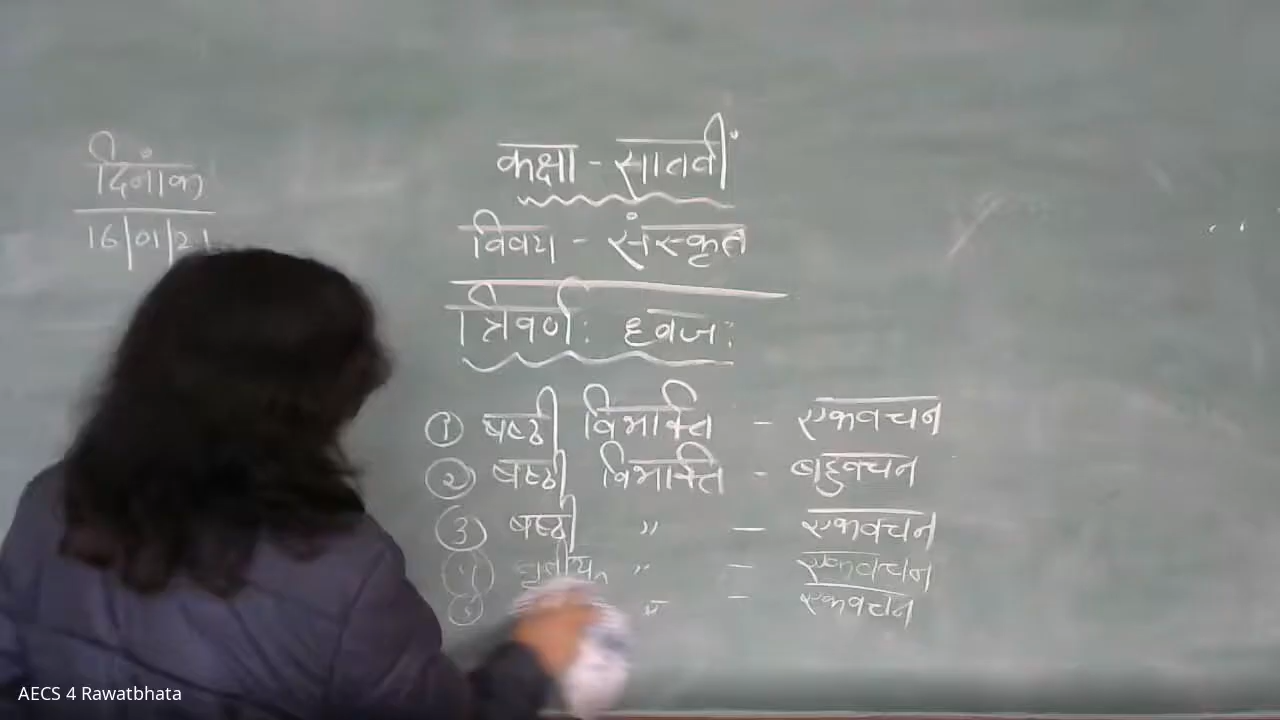 दिनांक
16/01/21
कक्षा - सातवीं
विषय - संस्कृत
त्रिवर्णः ध्वजः
① षष्ठी विभक्ति - एकवचन
② षष्ठी विभक्ति - बहुवचन
③ षष्ठी " - एकवचन
④ तृतीया " - एकवचन
⑤ " - एकवचन
AECS 4 Rawatbhata